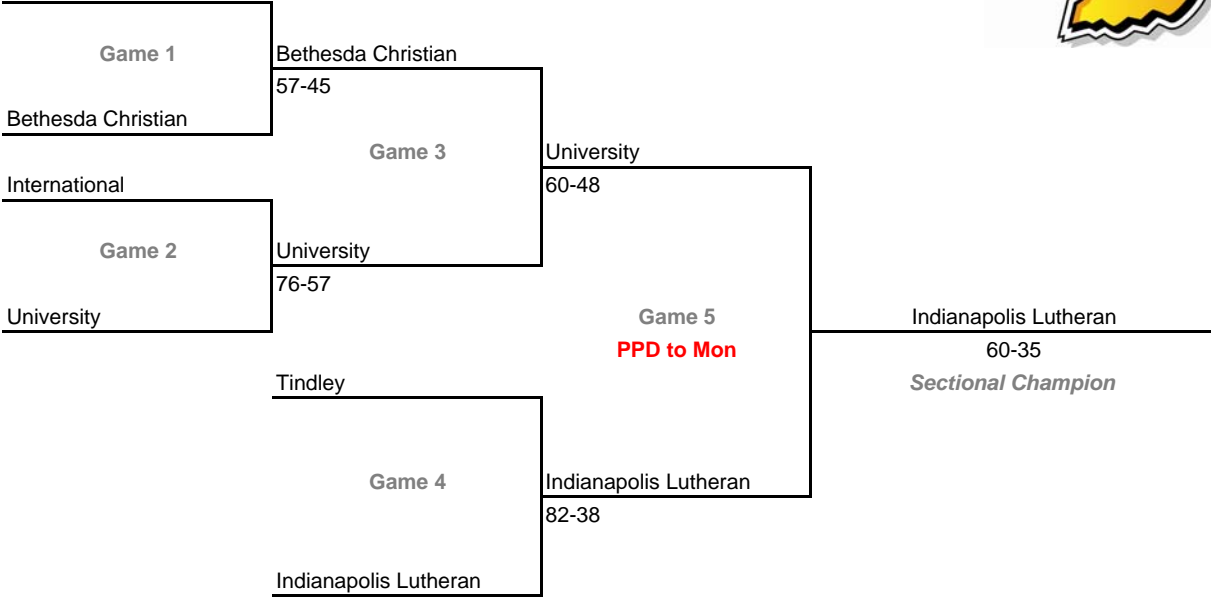 Game 1
Bethesda Christian
57-45
Bethesda Christian
Game 3
University
International
60-48
Game 2
University
76-57
University
Game 5
Indianapolis Lutheran
PPD to Mon
60-35
Tindley
Sectional Champion
Game 4
Indianapolis Lutheran
82-38
Indianapolis Lutheran